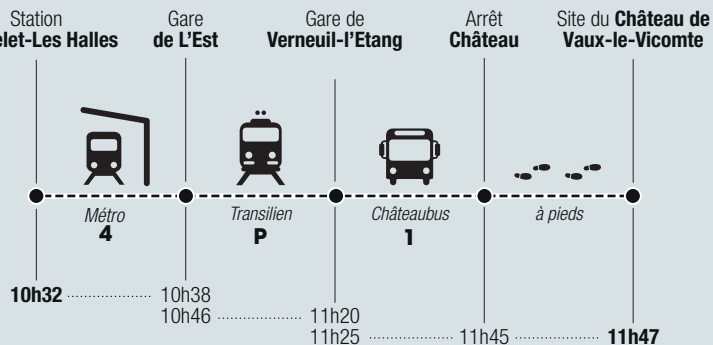 Station Gare Gare de Arrêt Site du Château de
Les Halles de L'Est Verneuil-l'Etang Château Vaux-le-Vicomte
Métro Transilien Châteaubus à pieds
4 P 1
10h32 10h38
10h46 11h20
11h25 11h45 11h47